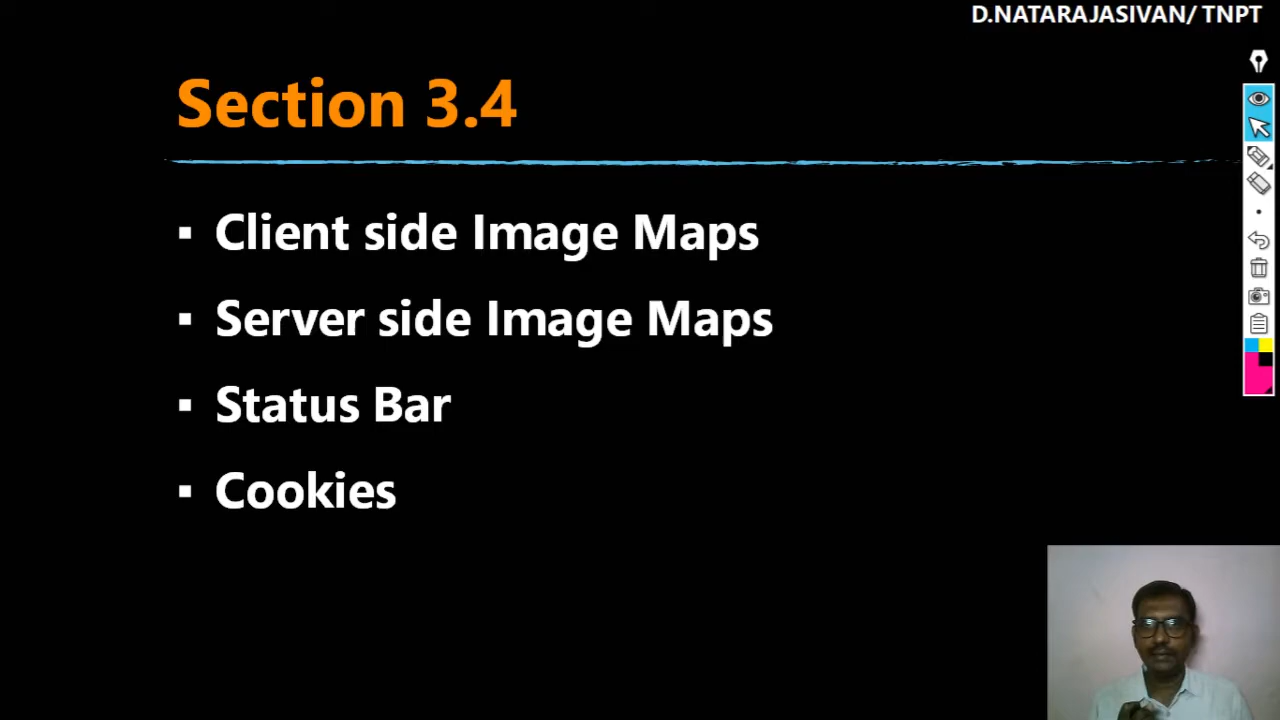 D.NATARAJASIVAN/ TNPT
Section 3.4
▪ Client side Image Maps
▪ Server side Image Maps
▪ Status Bar
▪ Cookies